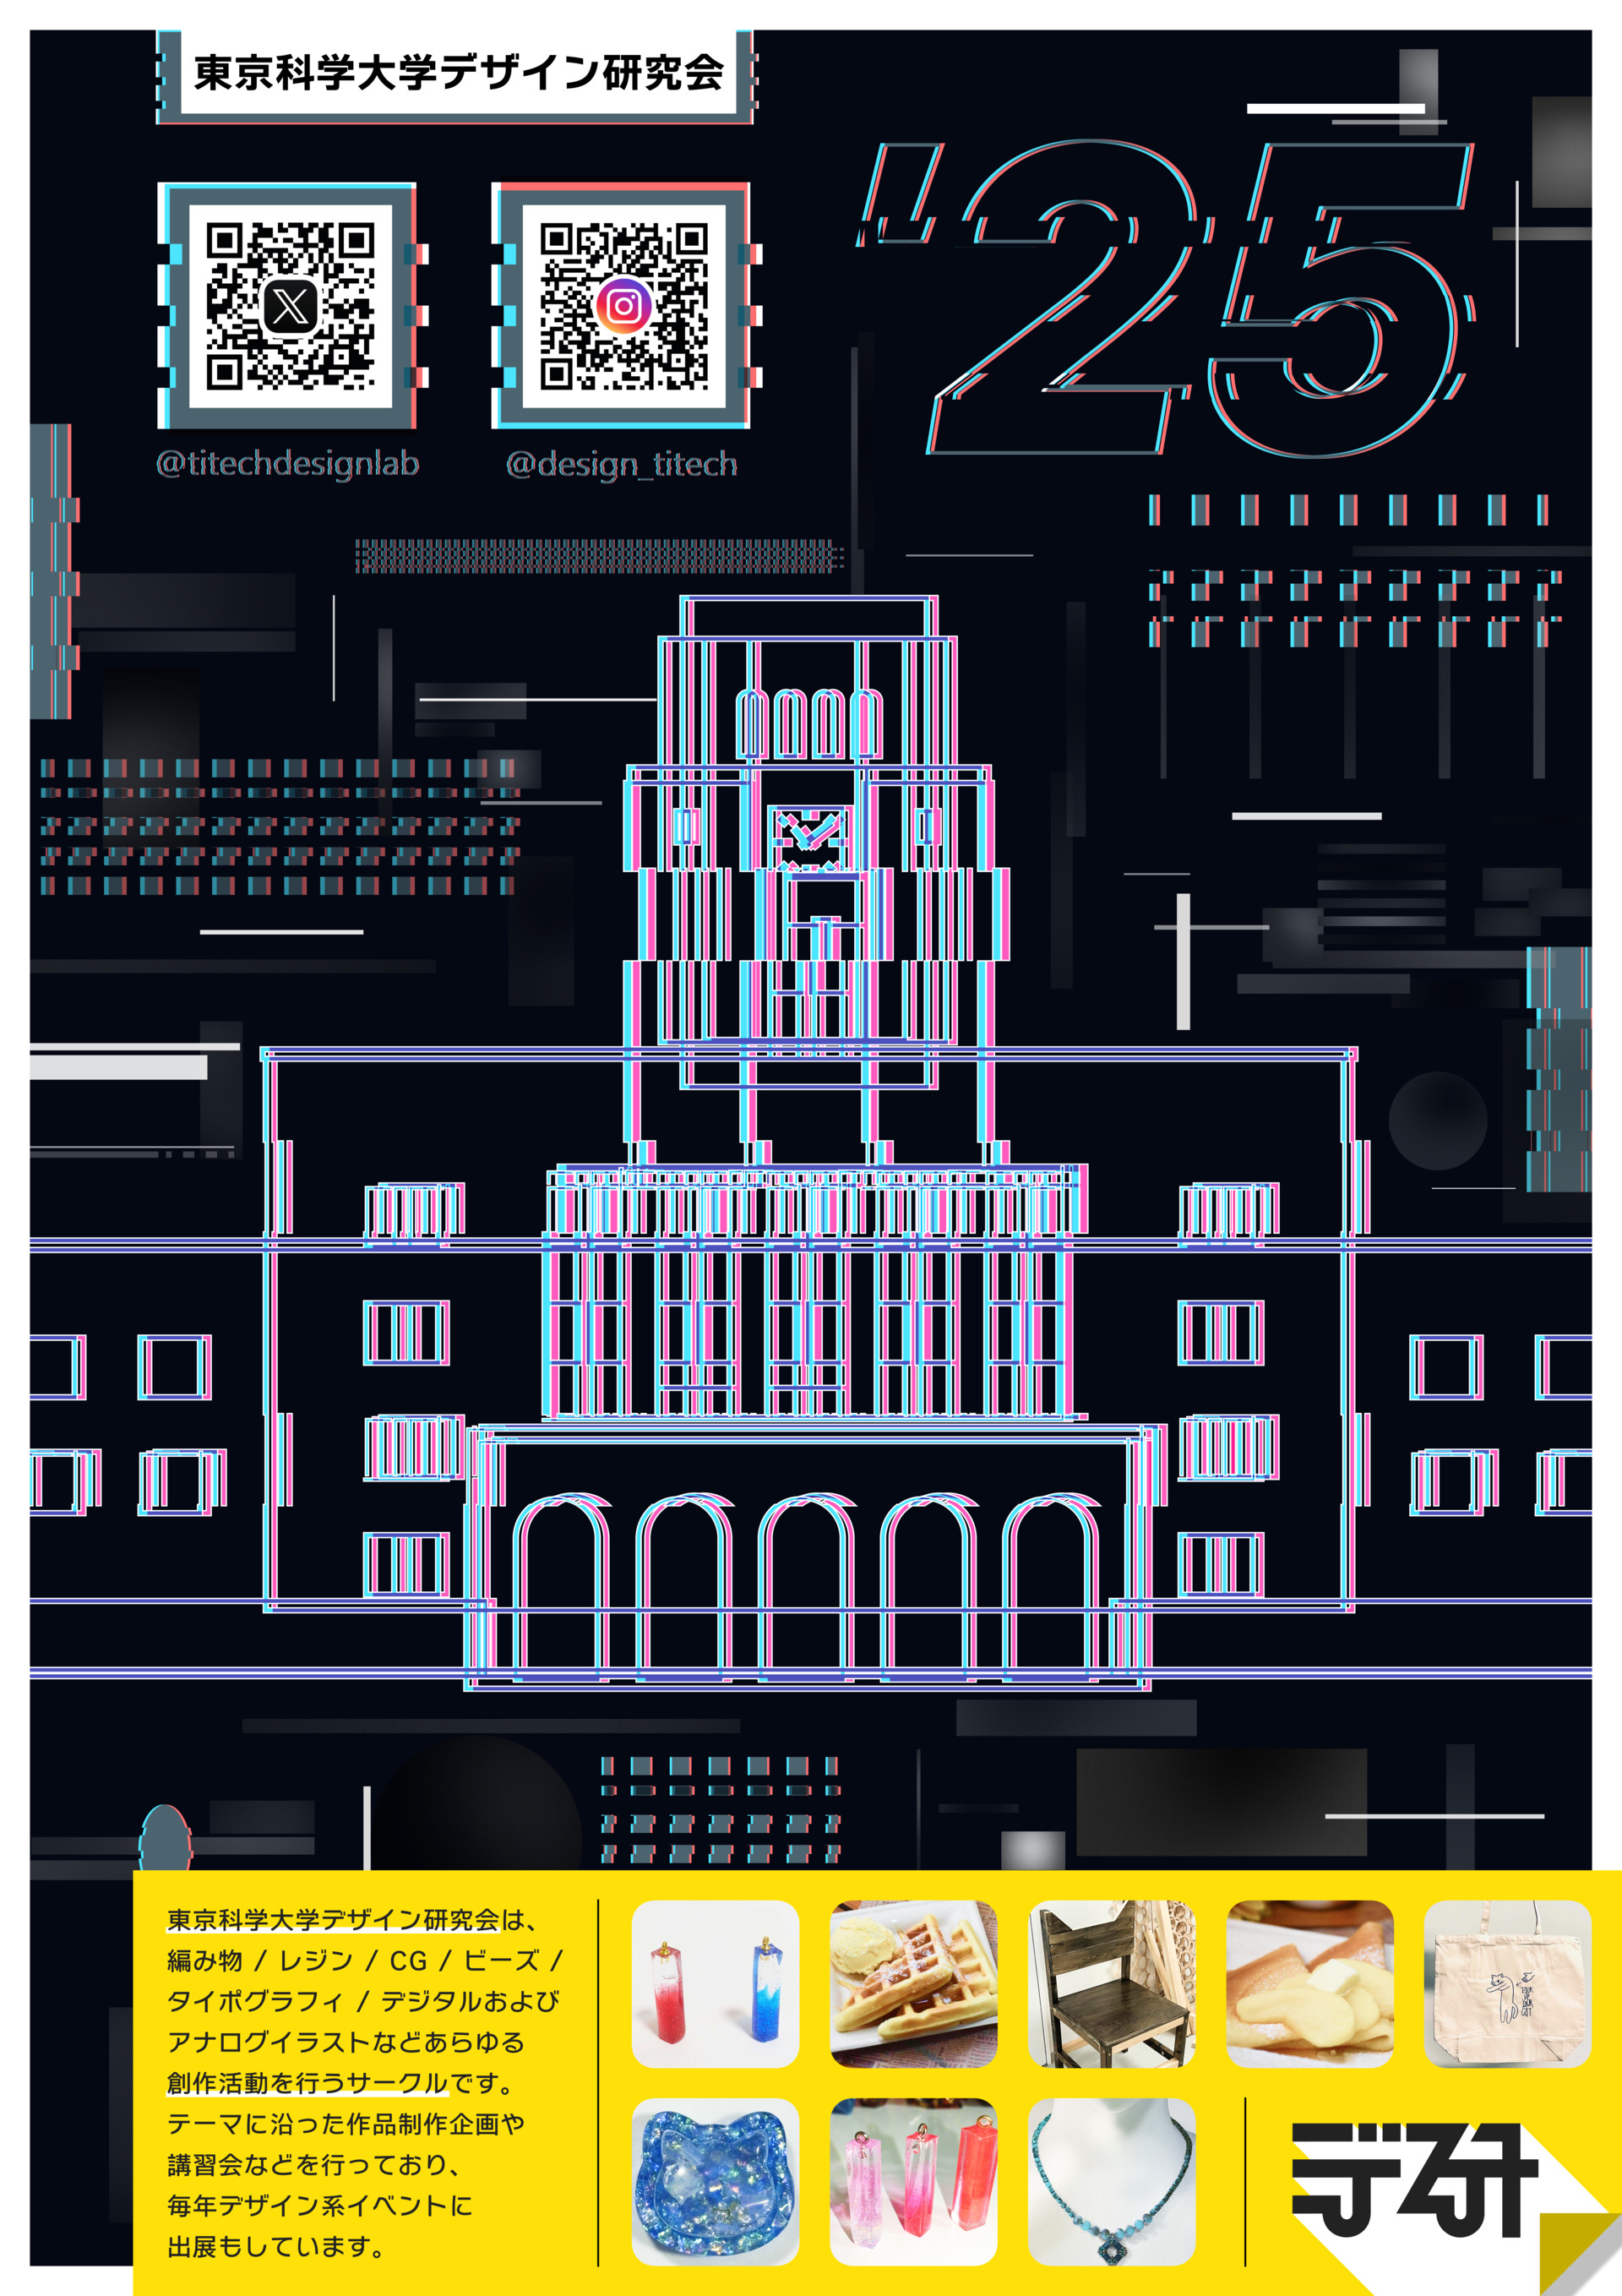 東京科学大学デザイン研究会
'25
@titechdesignlab
@design_titech
東京科学大学デザイン研究会は、
編み物 / レジン / CG / ビーズ /
タイポグラフィ / デジタルおよび
アナログイラストなどあらゆる
創作活動を行うサークルです。
テーマに沿った作品制作企画や
講習会などを行っており、
毎年デザイン系イベントに
出展もしています。
デ研